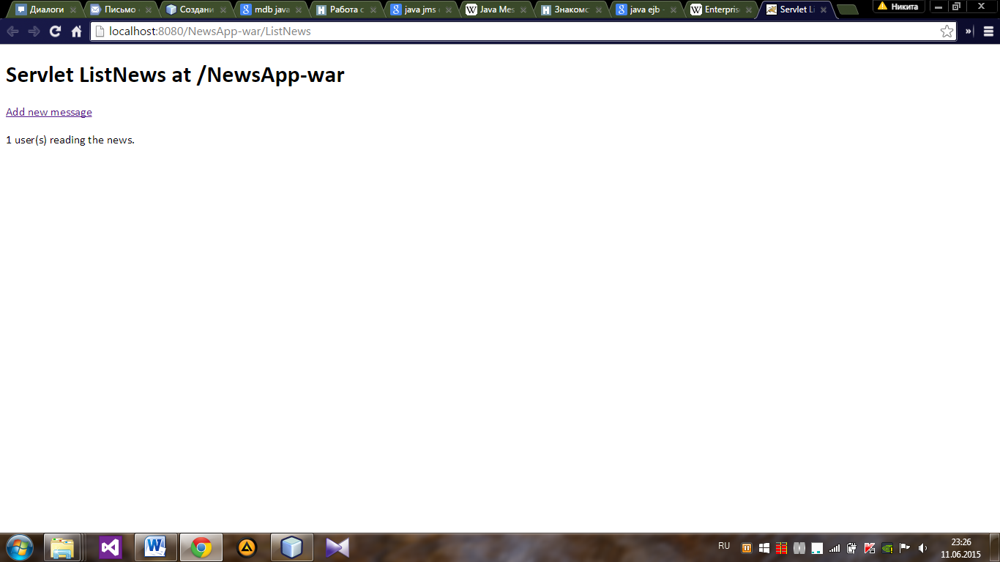 Диалоги
Письмо
Создани
mdb java
Работа с
java jms
Java Mes
Знакомс
java ejb -
Enterpris
Servlet Li
Никита
localhost:8080/NewsApp-war/ListNews
Servlet ListNews at /NewsApp-war
Add new message
1 user(s) reading the news.
RU
23:26
11.06.2015